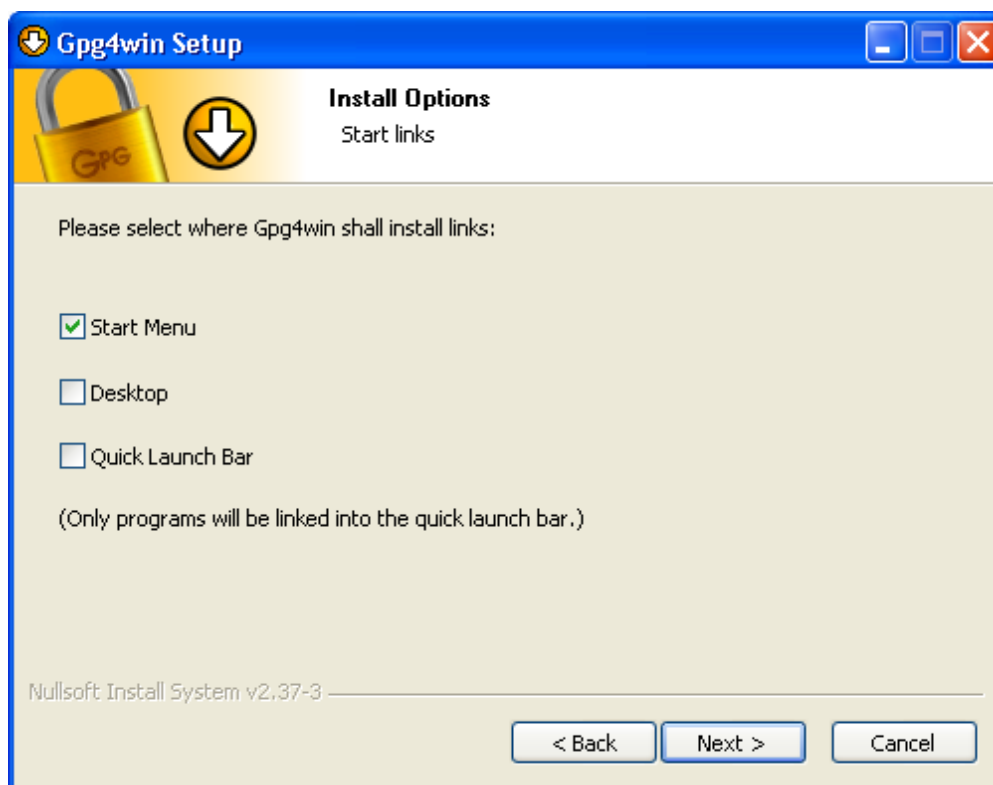 Gpg4win Setup
GPG
Install Options
Start links
Please select where Gpg4win shall install links:
Start Menu
Desktop
Quick Launch Bar
(Only programs will be linked into the quick launch bar.)
Nullsoft Install System v2.37-3
< Back Next > Cancel